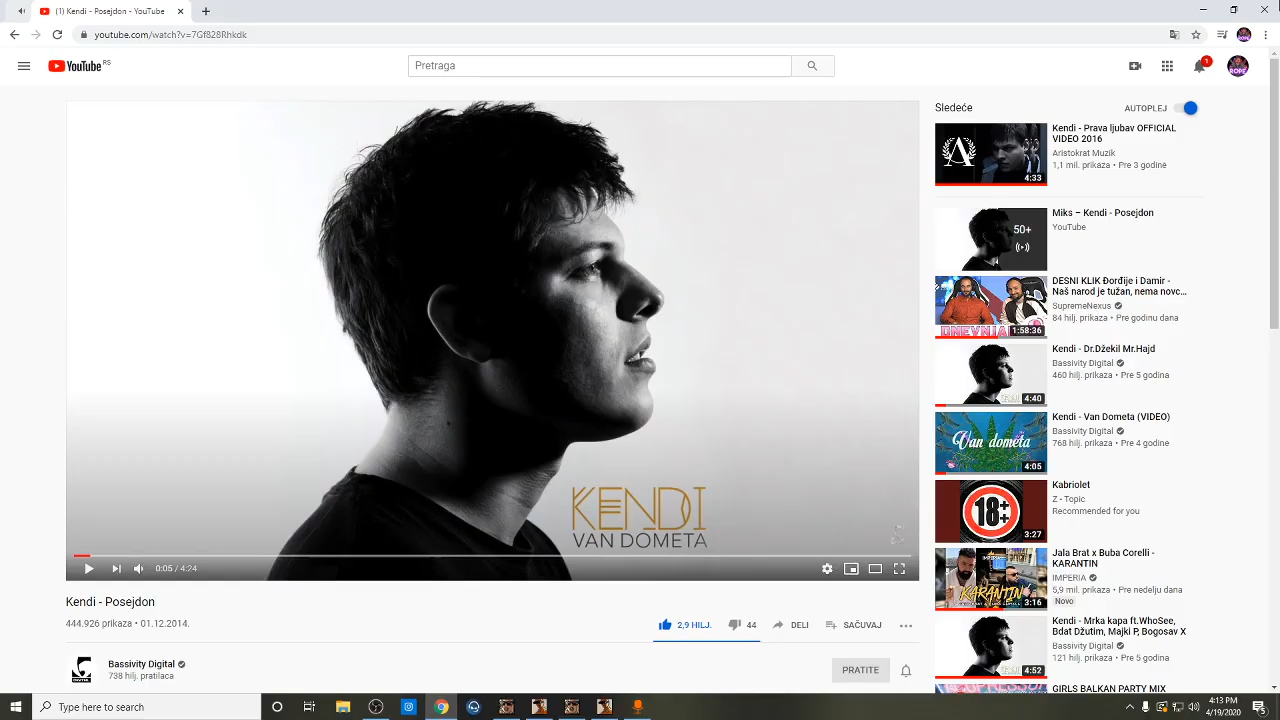 (1) Kendi - Posejdon - YouTube
youtube.com/watch?v=7Gf828Rhkdk
YouTube RS
Pretraga
1
KENDI
VAN DOMETA
0:05 / 4:24
Kendi - Posejdon
444.926 prikaza • 01.12.2014.
2,9 HILJ.
44
DELI
SAČUVAJ
Bassivity Digital
738 hilj. pratilaca
PRATITE
Sledeće
AUTOPLEJ
4:33
Kendi - Prava ljubav OFFICIAL
VIDEO 2016
Aristokrat Muzik
1,1 mil. prikaza • Pre 3 godine
50+
Miks – Kendi - Posejdon
YouTube
DNEVNJA
1:58:36
DESNI KLIK Đorđije i Damir -
Naš narod je tužan, nema novc...
SupremeNexus
84 hilj. prikaza • Pre godinu dana
4:40
Kendi - Dr.Džekil Mr.Hajd
Bassivity Digital
460 hilj. prikaza • Pre 5 godina
Van dometa
4:05
Kendi - Van Dometa (VIDEO)
Bassivity Digital
768 hilj. prikaza • Pre 4 godine
18+
3:27
Kabriolet
Z - Topic
Recommended for you
KARANTIN
3:16
Jala Brat x Buba Corelli -
KARANTIN
IMPERIA
5,9 mil. prikaza • Pre nedelju dana
Novo
4:52
Kendi - Mrka kapa ft.WhoSee,
Bdat Džutim, Majki P, Bogosav X
Bassivity Digital
121 hilj. prikaza • Pre 5 godina
GIRLS BALKAN PARTY MIX
Type here to search
4:13 PM
4/19/2020